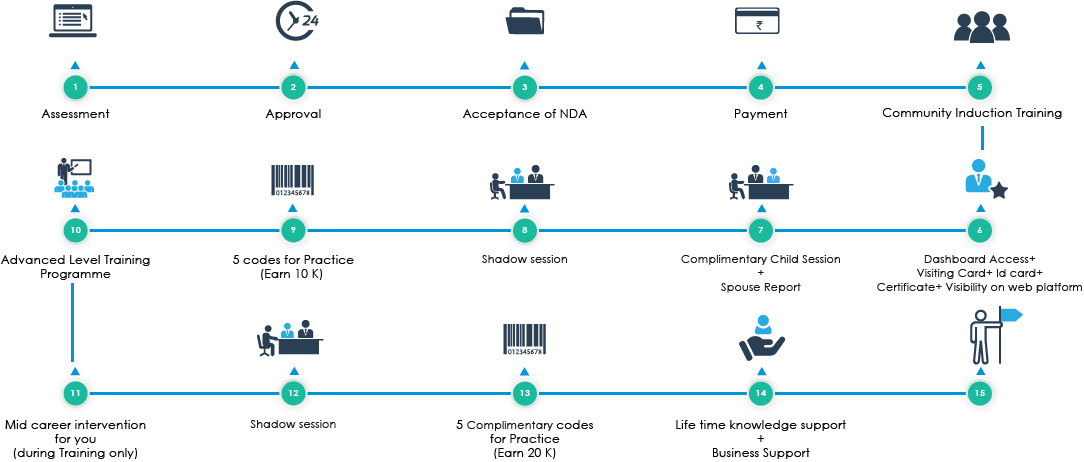 24
₹
1
2
3
4
5
Assessment
Approval
Acceptance of NDA
Payment
Community Induction Training
012345678
10
9
8
7
6
Advanced Level Training
Programme
5 codes for Practice
(Earn 10 K)
Shadow session
Complimentary Child Session
+
Spouse Report
Dashboard Access+
Visiting Card+ Id card+
Certificate+ Visibility on web platform
012345678
11
12
13
14
15
Mid career intervention
for you
(during Training only)
Shadow session
5 Complimentary codes
for Practice
(Earn 20 K)
Life time knowledge support
+
Business Support